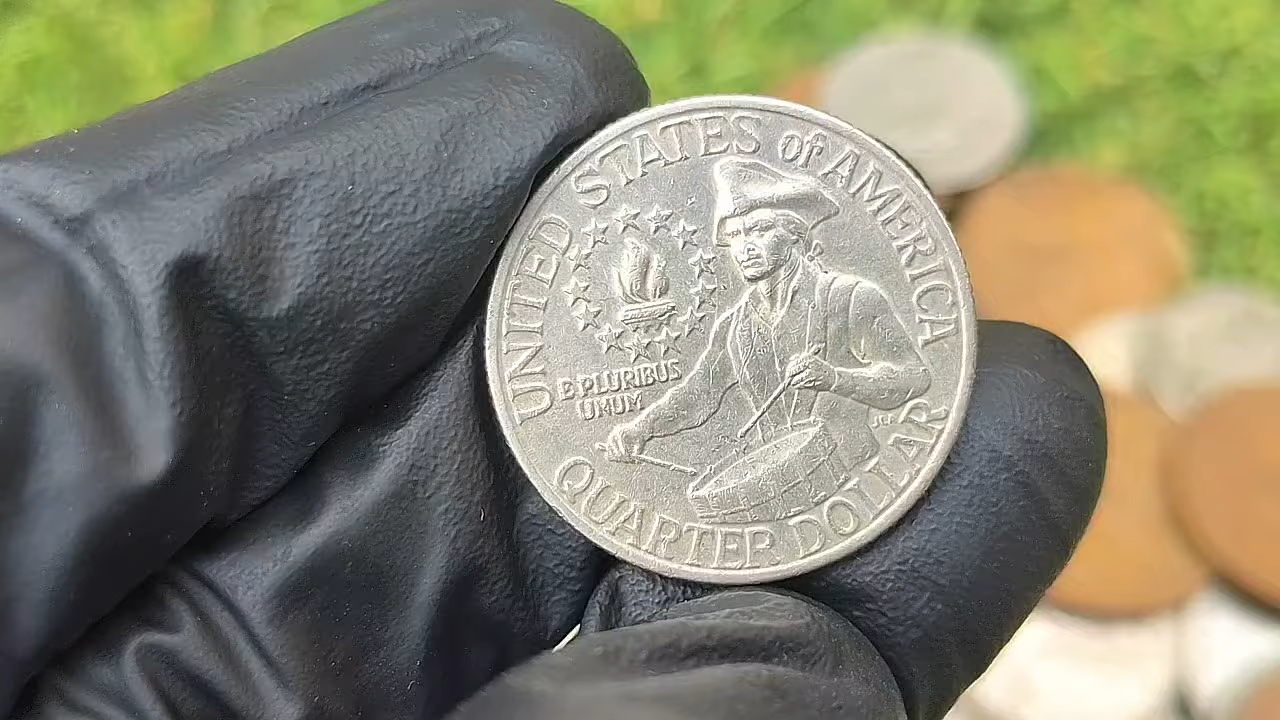 UNITED STATES of AMERICA
E PLURIBUS
UNUM
QUARTER DOLLAR